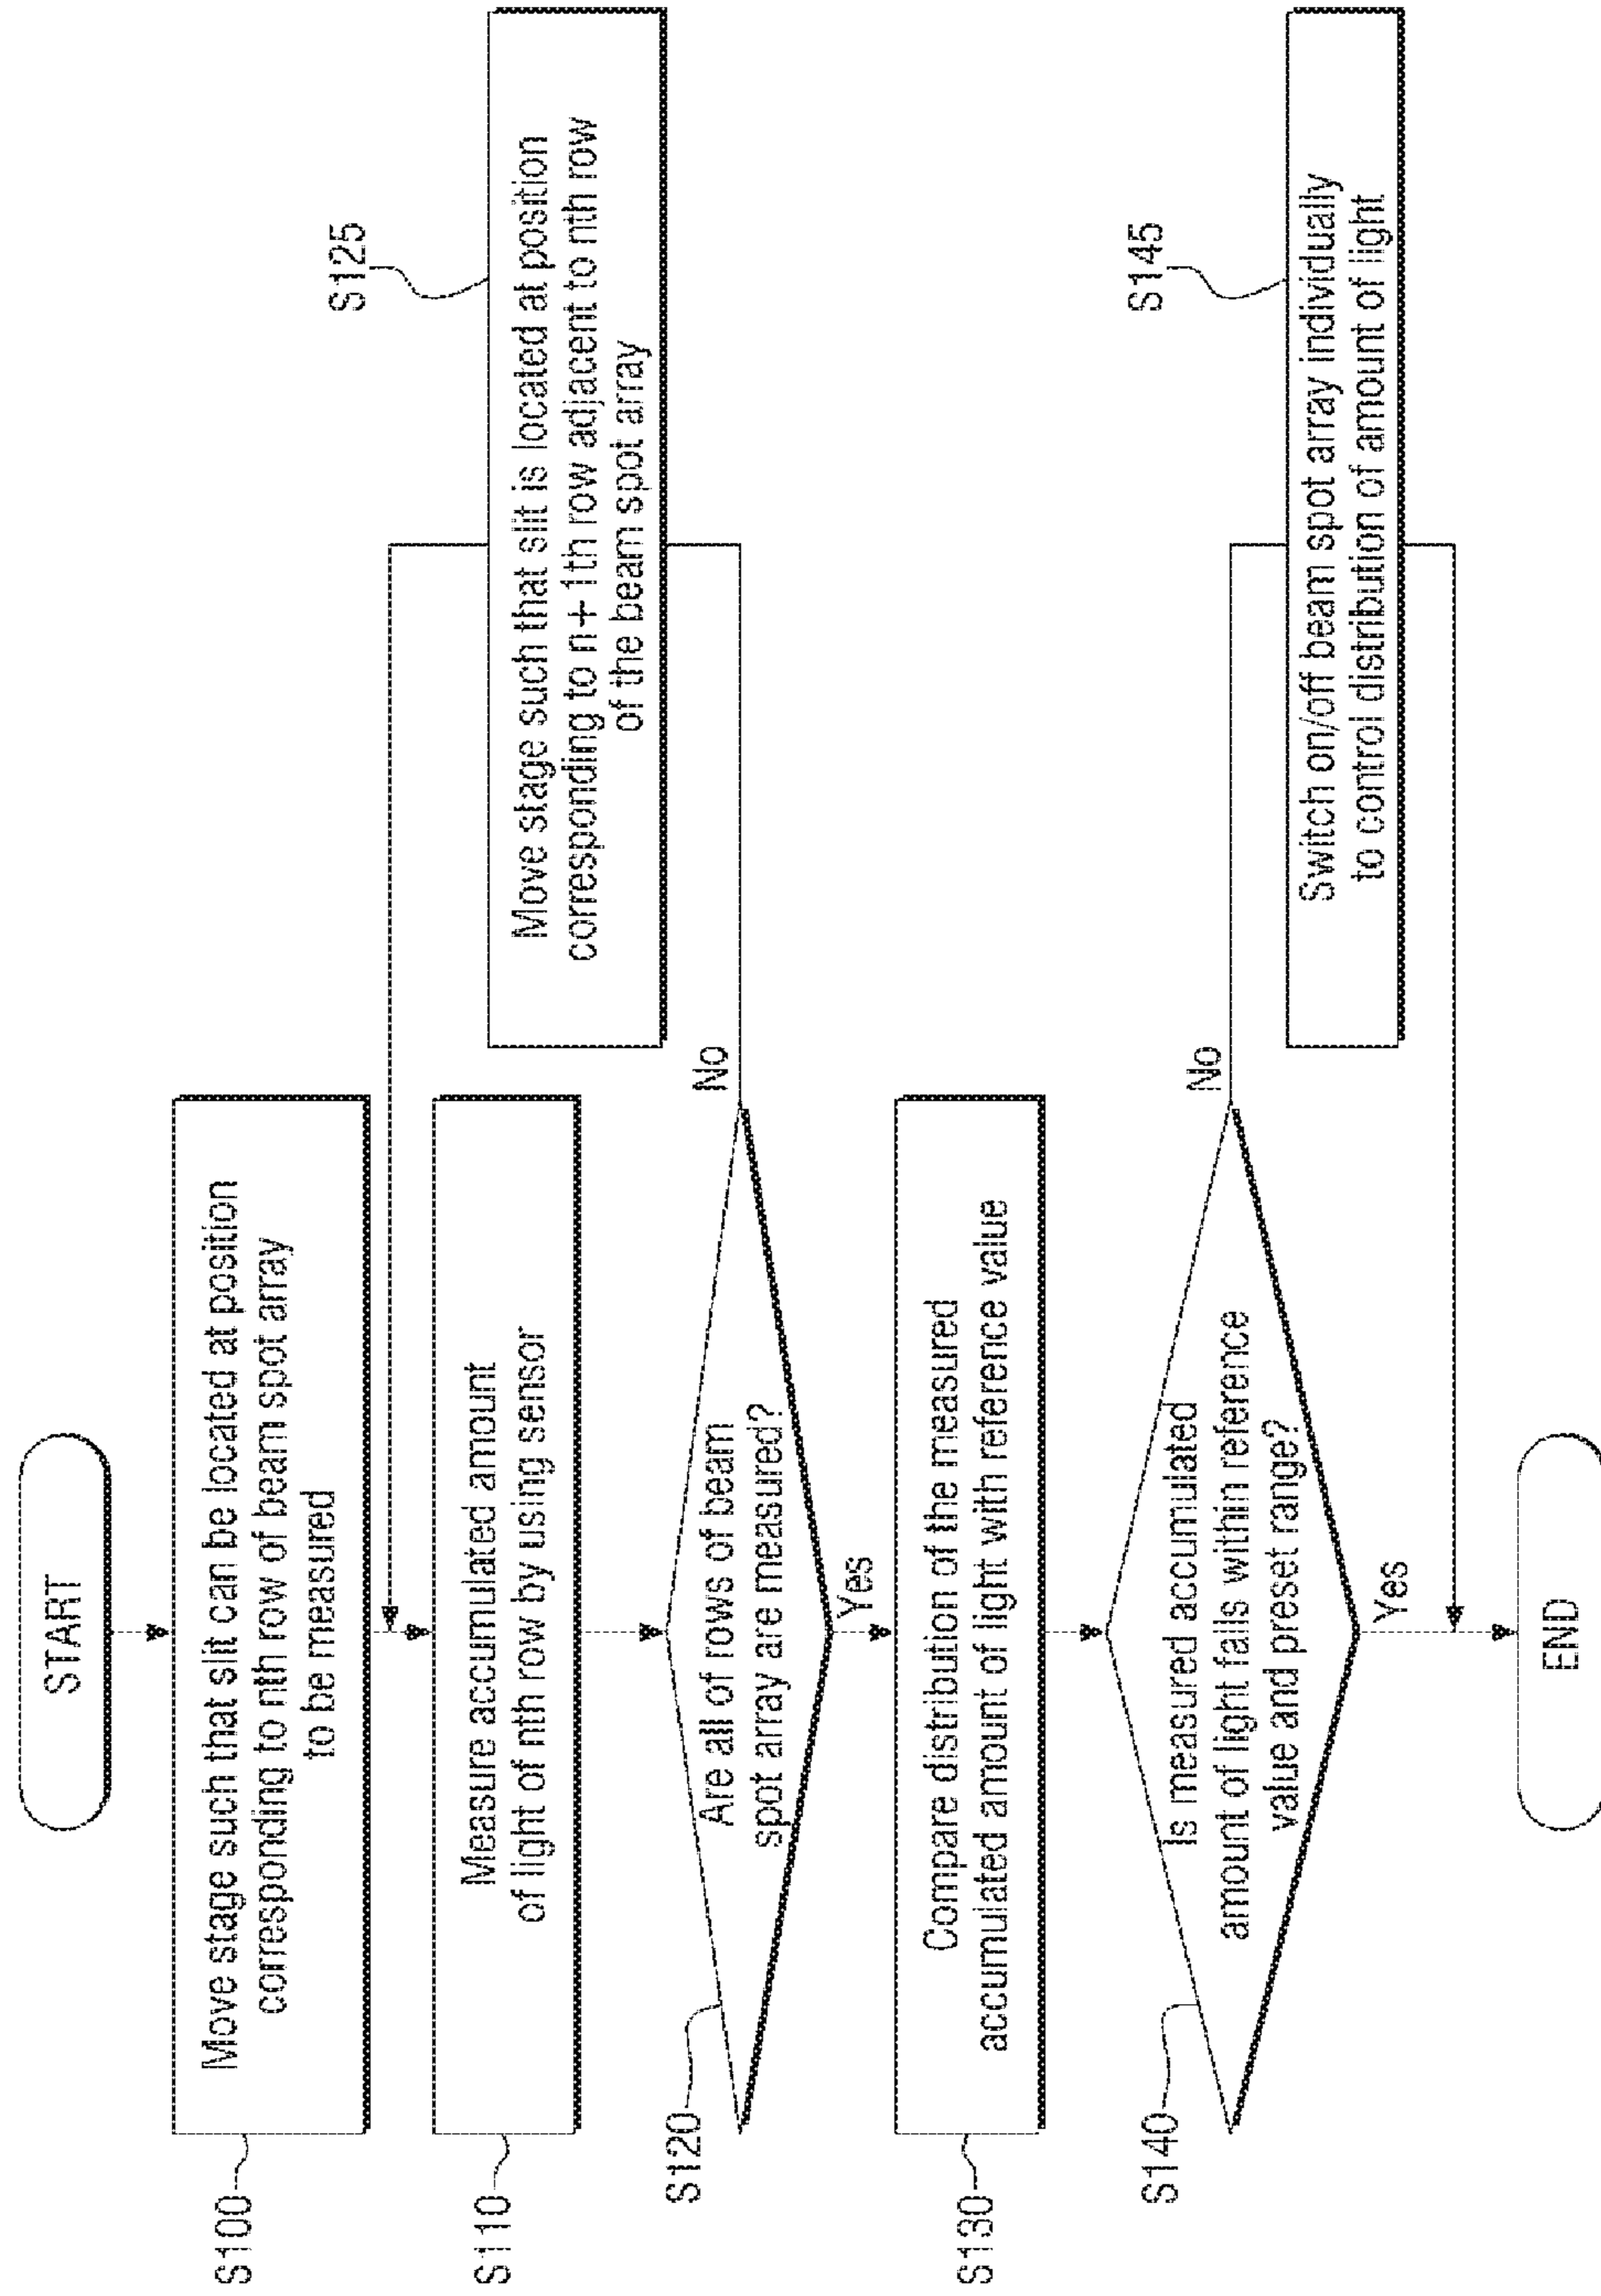 START
S100
Move stage such that slit can be located at position
corresponding to nth row of beam spot array
to be measured
S110
Measure accumulated amount
of light of nth row by using sensor
S120
Are all of rows of beam
spot array are measured?
No
Yes
S125
Move stage such that slit is located at position
corresponding to n+1th row adjacent to nth row
of the beam spot array
S130
Compare distribution of the measured
accumulated amount of light with reference value
S140
Is measured accumulated
amount of light falls within reference
value and preset range?
No
Yes
S145
Switch on/off beam spot array individually
to control distribution of amount of light
END